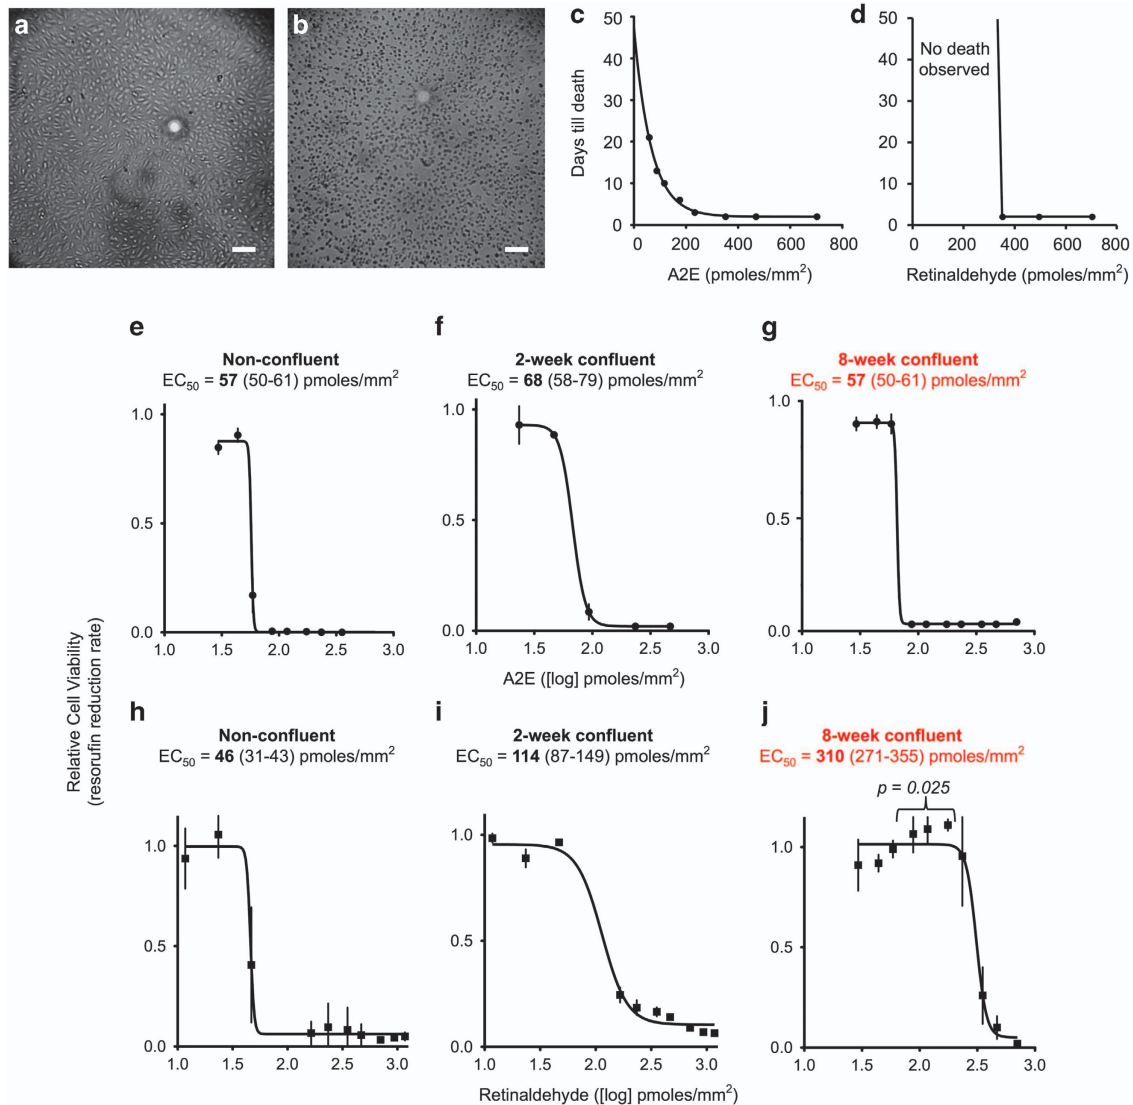 a
b
c
d
50
40
30
20
10
0
Days till death
0
200
400
600
800
A2E (pmoles/mm²)
50
40
30
20
10
0
No death
observed
0
200
400
600
800
Retinaldehyde (pmoles/mm²)
e
f
g
Non-confluent
EC₅₀ = 57 (50-61) pmoles/mm²
2-week confluent
EC₅₀ = 68 (58-79) pmoles/mm²
8-week confluent
EC₅₀ = 57 (50-61) pmoles/mm²
1.0
0.5
0.0
1.0
1.5
2.0
2.5
3.0
1.0
0.5
0.0
1.0
1.5
2.0
2.5
3.0
1.0
0.5
0.0
1.0
1.5
2.0
2.5
3.0
A2E ([log] pmoles/mm²)
Relative Cell Viability
(resorufin reduction rate)
h
i
j
Non-confluent
EC₅₀ = 46 (31-43) pmoles/mm²
2-week confluent
EC₅₀ = 114 (87-149) pmoles/mm²
8-week confluent
EC₅₀ = 310 (271-355) pmoles/mm²
p = 0.025
1.0
0.5
0.0
1.0
1.5
2.0
2.5
3.0
1.0
0.5
0.0
1.0
1.5
2.0
2.5
3.0
1.0
0.5
0.0
1.0
1.5
2.0
2.5
3.0
Retinaldehyde ([log] pmoles/mm²)